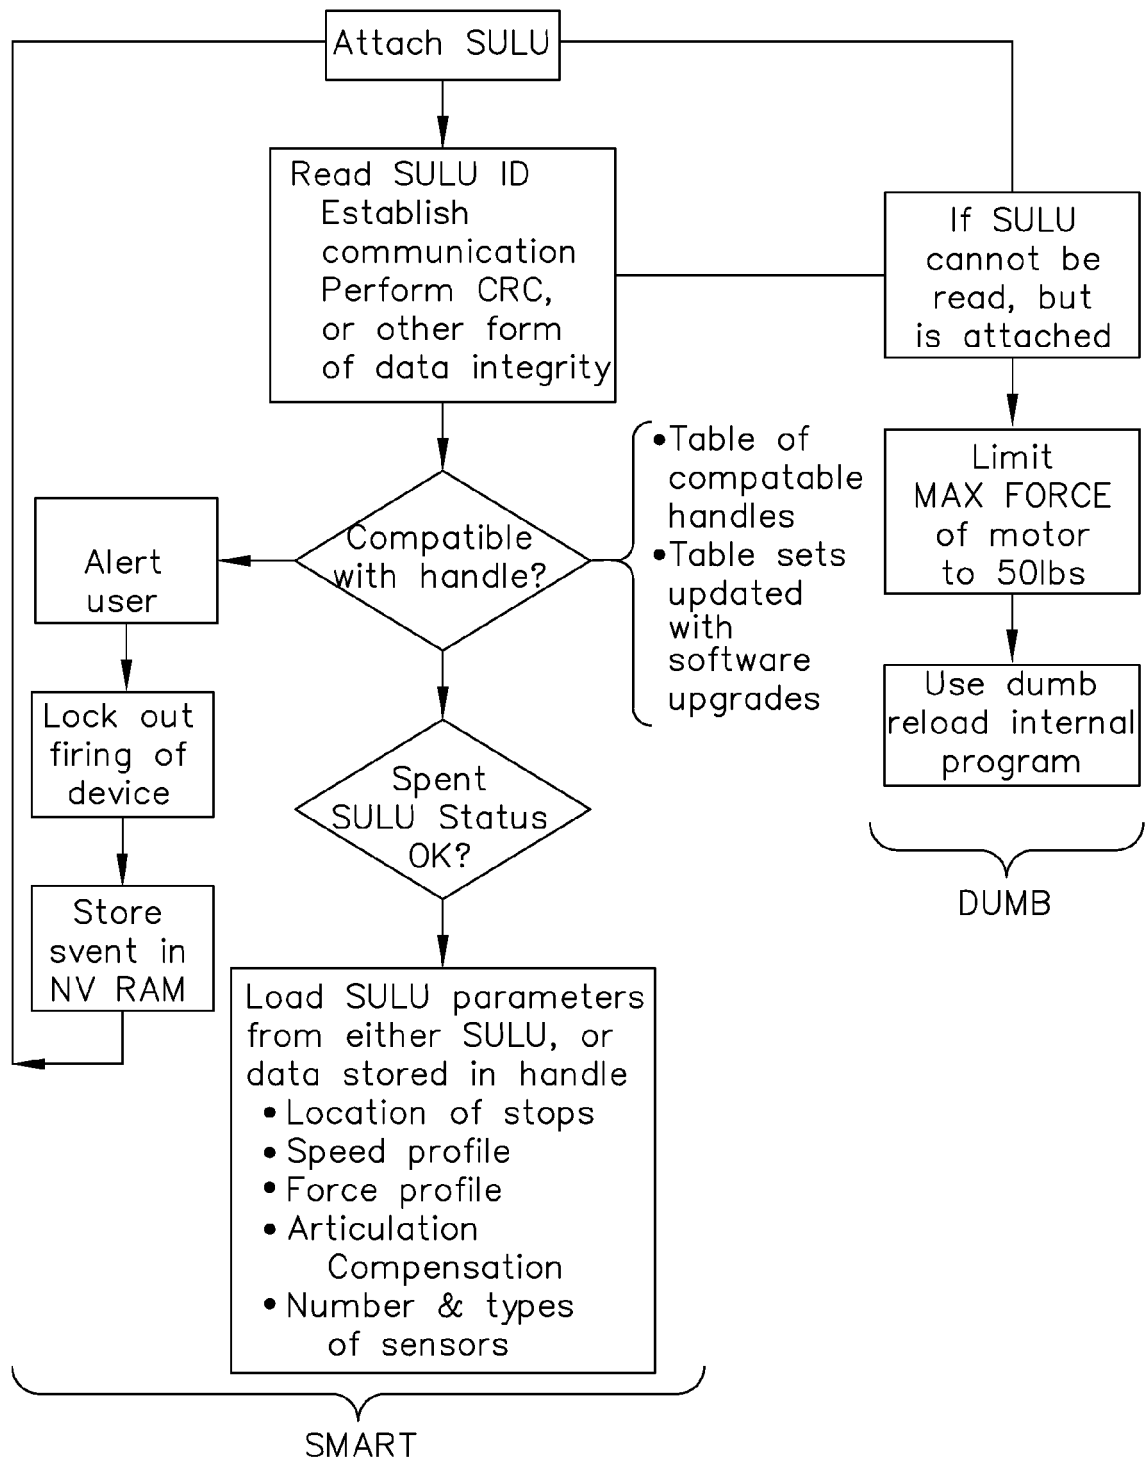 Attach SULU
Read SULU ID
Establish
communication
Perform CRC,
or other form
of data integrity
If SULU
cannot be
read, but
is attached
Limit
MAX FORCE
of motor
to 50lbs
Use dumb
reload internal
program
DUMB
Compatible
with handle?
•Table of
compatable
handles
•Table sets
updated
with
software
upgrades
Alert
user
Lock out
firing of
device
Store
svent in
NV RAM
Spent
SULU Status
OK?
Load SULU parameters
from either SULU, or
data stored in handle
• Location of stops
• Speed profile
• Force profile
• Articulation
Compensation
• Number & types
of sensors
SMART